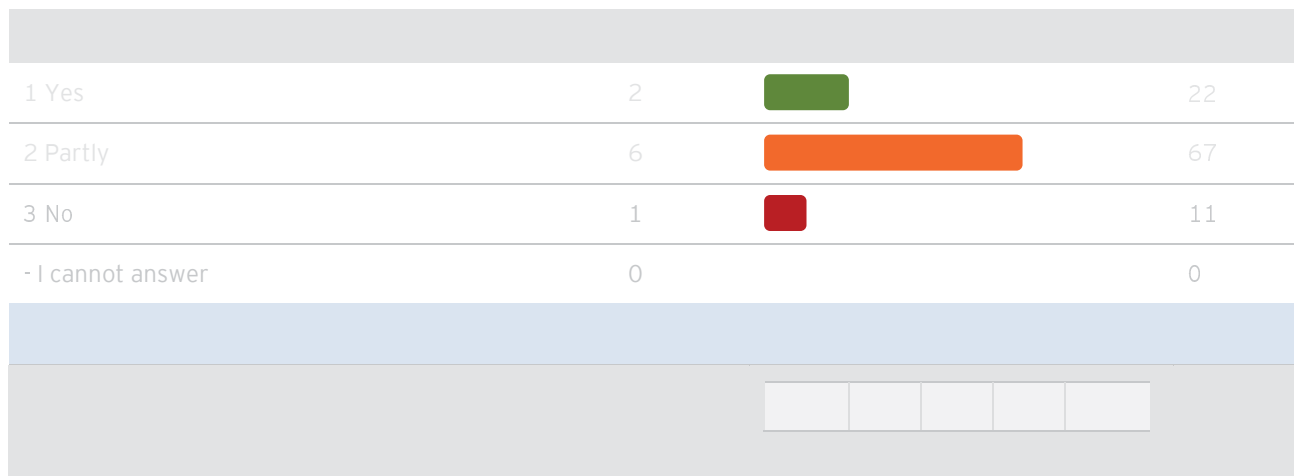 1 Yes 2 22
2 Partly 6 67
3 No 1 11
- I cannot answer 0 0